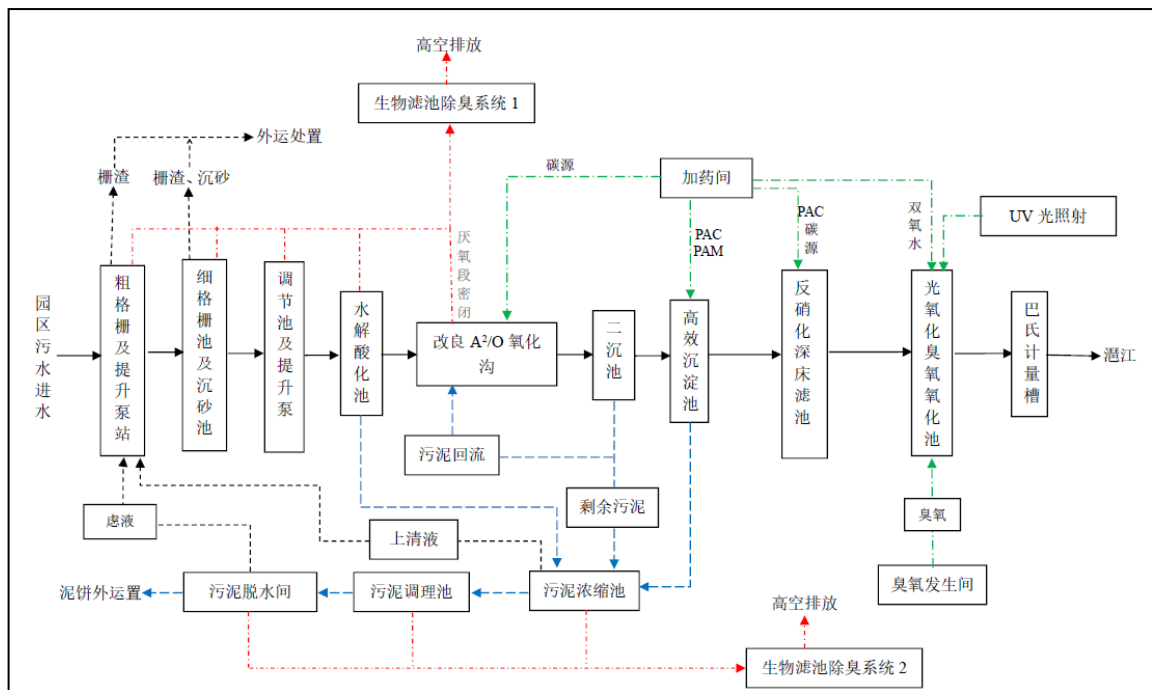 高空排放
生物滤池除臭系统 1
外运处置
栅渣
栅渣、沉砂
碳源
加药间
PAC
碳源
双氧水
UV 光照射
PAC
PAM
厌氧段密闭
园区污水进水
粗格栅及提升泵站
细格栅池及沉砂池
调节池及提升泵
水解酸化池
改良 A²/O 氧化
沟
二沉池
高效沉淀池
反硝化深床滤池
光氧化臭氧氧化池
巴氏计量槽
浥江
污泥回流
剩余污泥
虑液
上清液
臭氧
泥饼外运置
污泥脱水间
污泥调理池
污泥浓缩池
臭氧发生间
高空排放
生物滤池除臭系统 2